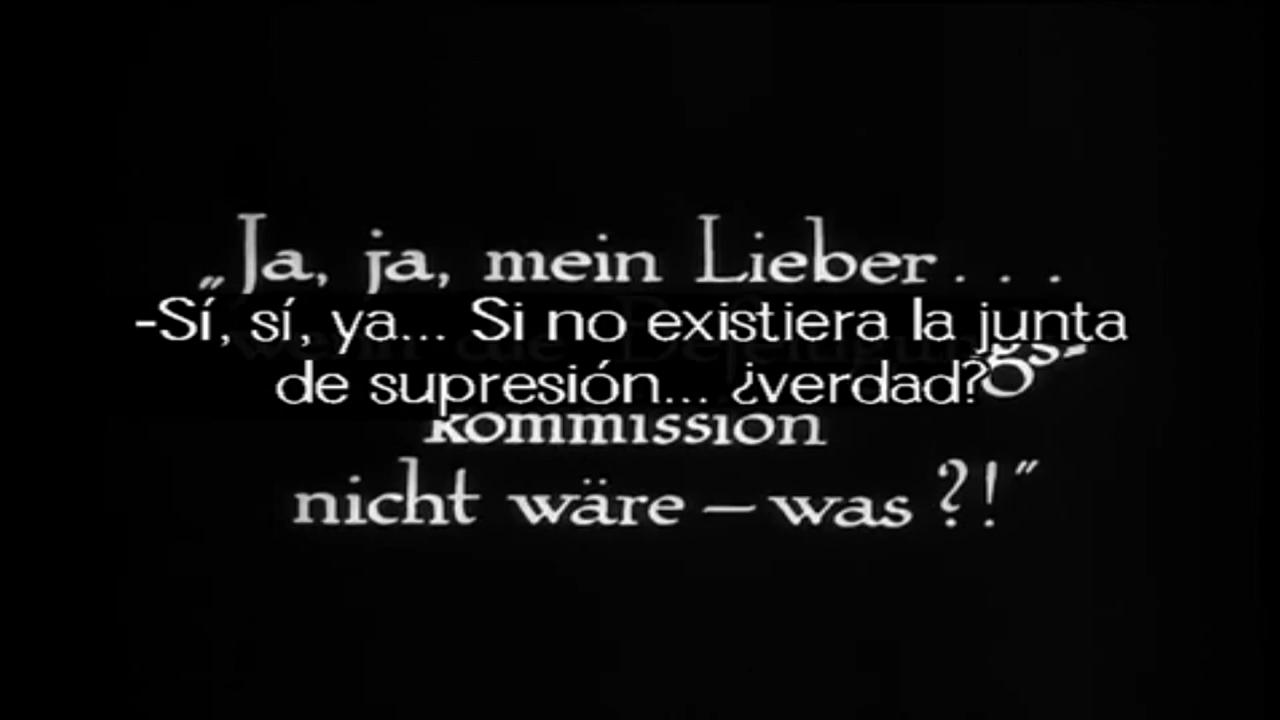 „Ja, ja, mein Lieber . . .
-Sí, sí, ya... Si no existiera la junta
de supresión... ¿verdad?
kommission
nicht wäre – was ?!”